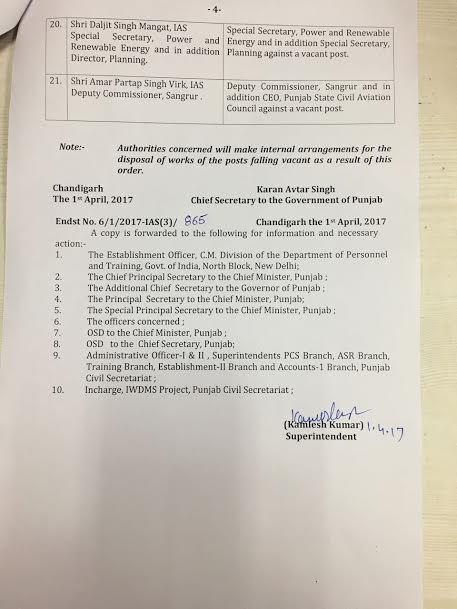 -4-
20. Shri Daljit Singh Mangat, IAS
Special Secretary, Power and
Renewable Energy and in addition
Director, Planning.
Special Secretary, Power and Renewable
Energy and in addition Special Secretary,
Planning against a vacant post.
21. Shri Amar Partap Singh Virk, IAS
Deputy Commissioner, Sangrur .
Deputy Commissioner, Sangrur and in
addition CEO, Punjab State Civil Aviation
Council against a vacant post.
Note:- Authorities concerned will make internal arrangements for the
disposal of works of the posts falling vacant as a result of this
order.
Chandigarh Karan Avtar Singh
The 1st April, 2017 Chief Secretary to the Government of Punjab
Endst No. 6/1/2017-IAS(3)/ 865 Chandigarh the 1st April, 2017
A copy is forwarded to the following for information and necessary
action:-
1. The Establishment Officer, C.M. Division of the Department of Personnel
and Training, Govt. of India, North Block, New Delhi;
2. The Chief Principal Secretary to the Chief Minister, Punjab ;
3. The Additional Chief Secretary to the Governor of Punjab ;
4. The Principal Secretary to the Chief Minister, Punjab;
5. The Special Principal Secretary to the Chief Minister, Punjab ;
6. The officers concerned ;
7. OSD to the Chief Minister, Punjab ;
8. OSD to the Chief Secretary, Punjab;
9. Administrative Officer-I & II , Superintendents PCS Branch, ASR Branch,
Training Branch, Establishment-II Branch and Accounts-1 Branch, Punjab
Civil Secretariat ;
10. Incharge, IWDMS Project, Punjab Civil Secretariat ;
(Kamlesh Kumar) 1.4.17
Superintendent